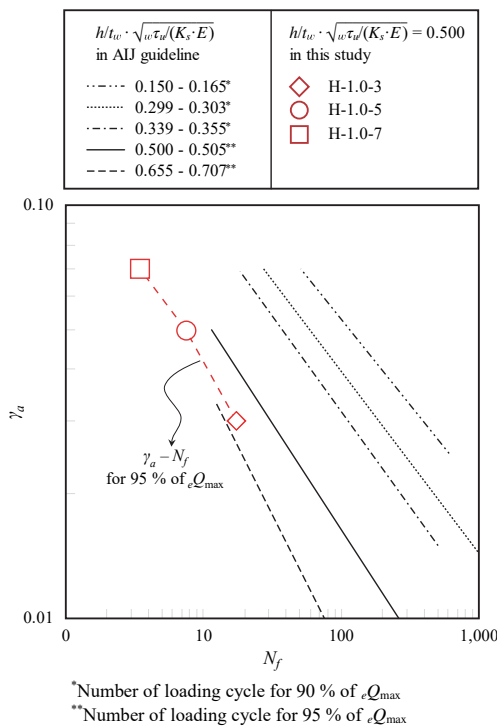 h/t_w · √_wτ_u/(K_s·E)
in AIJ guideline
0.150 - 0.165*
0.299 - 0.303*
0.339 - 0.355*
0.500 - 0.505**
0.655 - 0.707**
h/t_w · √_wτ_u/(K_s·E) = 0.500
in this study
H-1.0-3
H-1.0-5
H-1.0-7
0.10
γ_a
γ_a – N_f
for 95 % of _eQ_max
0.01
0 10 100 1,000
N_f
*Number of loading cycle for 90 % of _eQ_max
**Number of loading cycle for 95 % of _eQ_max